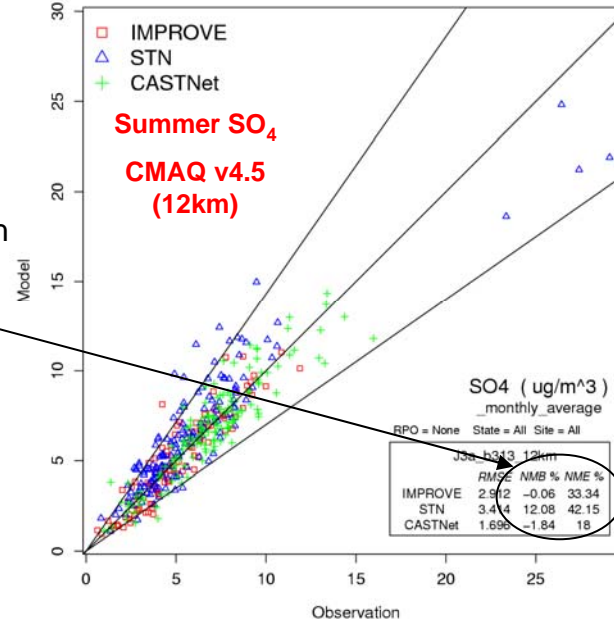 30
25
20
15
10
5
0
Model
IMPROVE
STN
CASTNet
Summer SO4
CMAQ v4.5
(12km)
SO4 ( ug/m^3 )
_monthly_average
RPO = None State = All Site = All
J3a_b313_12km
RMSE NMB % NME %
IMPROVE 2.912 −0.06 33.34
STN 3.414 12.08 42.15
CASTNet 1.696 −1.84 18
0 5 10 15 20 25
Observation